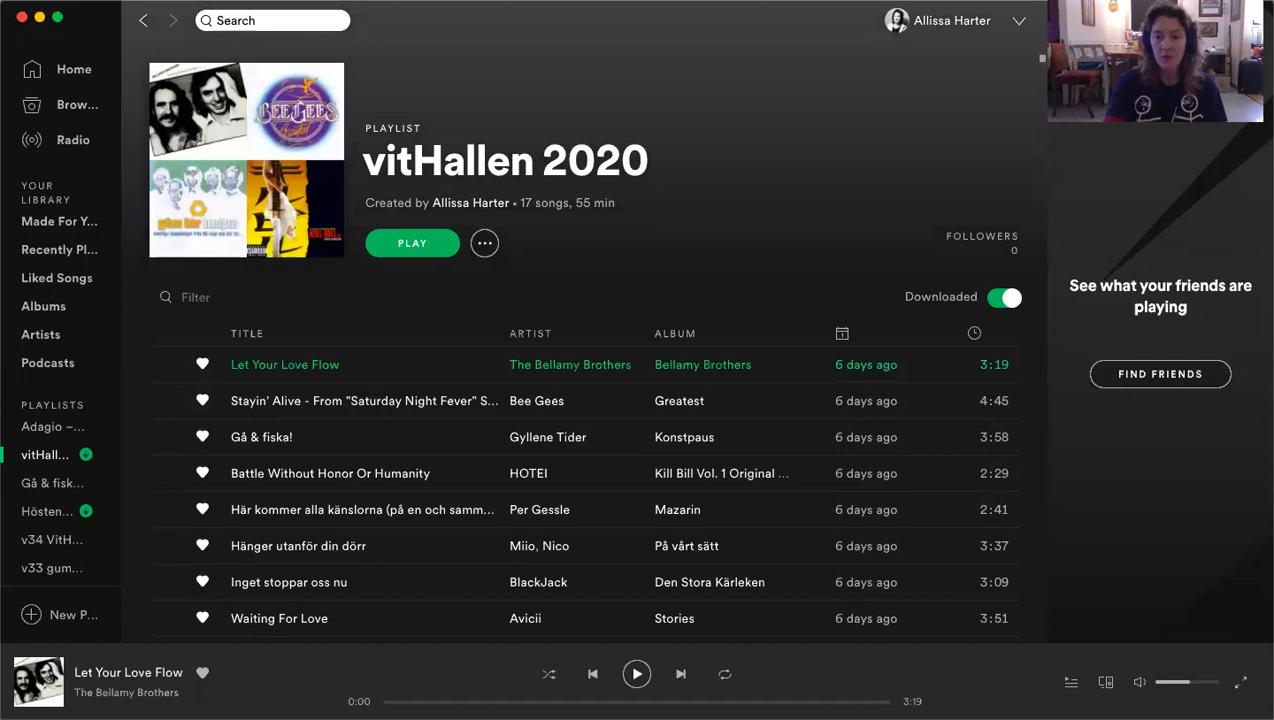 Search
Allissa Harter
Home
Brow...
Radio
YOUR
LIBRARY
Made For Y...
Recently Pl...
Liked Songs
Albums
Artists
Podcasts
PLAYLISTS
Adagio –...
vitHall...
Gå & fisk...
Hösten...
v34 VitH...
v33 gum...
New P...
BEE GEES
Greatest
gyllene tider konstpaus
PLAYLIST
vitHallen 2020
Created by Allissa Harter • 17 songs, 55 min
PLAY
FOLLOWERS
0
Filter
Downloaded
TITLE ARTIST ALBUM
Let Your Love Flow The Bellamy Brothers Bellamy Brothers 6 days ago 3:19
Stayin' Alive - From "Saturday Night Fever" S... Bee Gees Greatest 6 days ago 4:45
Gå & fiska! Gyllene Tider Konstpaus 6 days ago 3:58
Battle Without Honor Or Humanity HOTEI Kill Bill Vol. 1 Original ... 6 days ago 2:29
Här kommer alla känslorna (på en och samm... Per Gessle Mazarin 6 days ago 2:41
Hänger utanför din dörr Miio, Nico På vårt sätt 6 days ago 3:37
Inget stoppar oss nu BlackJack Den Stora Kärleken 6 days ago 3:09
Waiting For Love Avicii Stories 6 days ago 3:51
See what your friends are
playing
FIND FRIENDS
Let Your Love Flow
The Bellamy Brothers
0:00
3:19